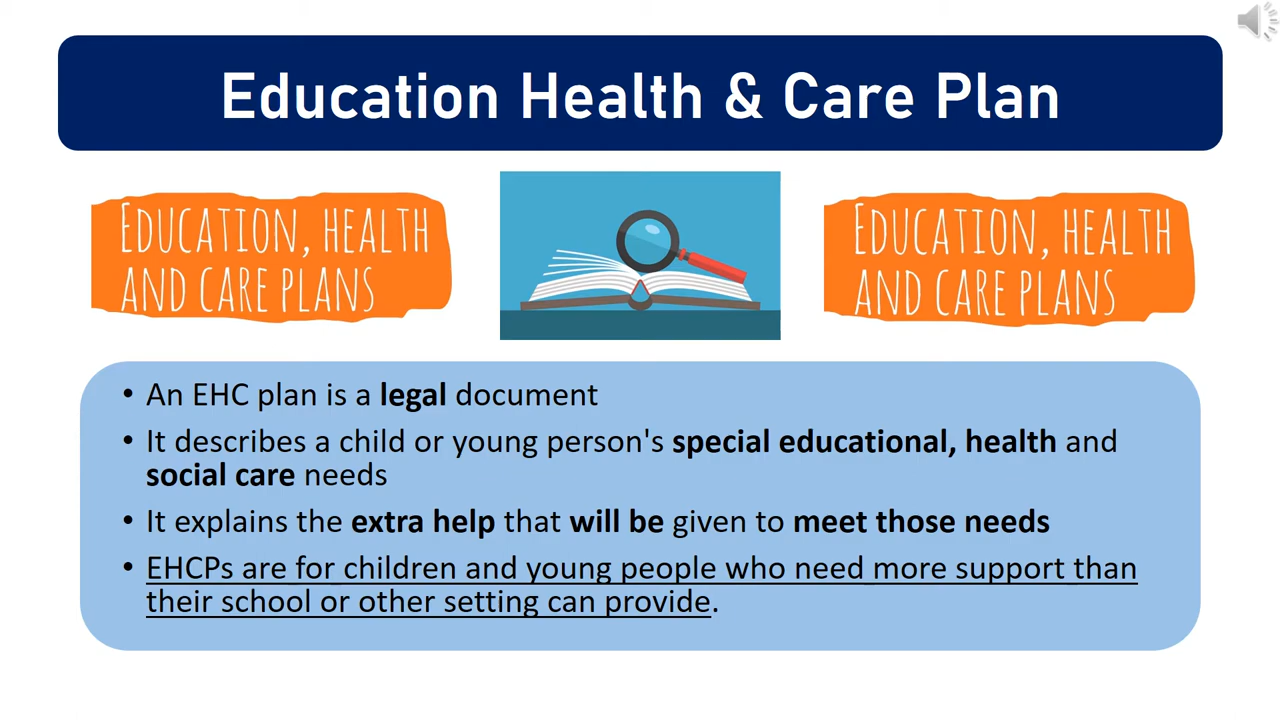 Education Health & Care Plan
EDUCATION, HEALTH
AND CARE PLANS
EDUCATION, HEALTH
AND CARE PLANS
• An EHC plan is a legal document
• It describes a child or young person's special educational, health and
social care needs
• It explains the extra help that will be given to meet those needs
• EHCPs are for children and young people who need more support than
their school or other setting can provide.